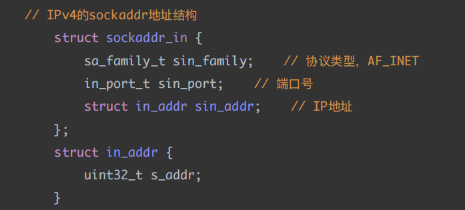 // IPv4的sockaddr地址结构
struct sockaddr_in {
sa_family_t sin_family; // 协议类型，AF_INET
in_port_t sin_port; // 端口号
struct in_addr sin_addr; // IP地址
};
struct in_addr {
uint32_t s_addr;
}